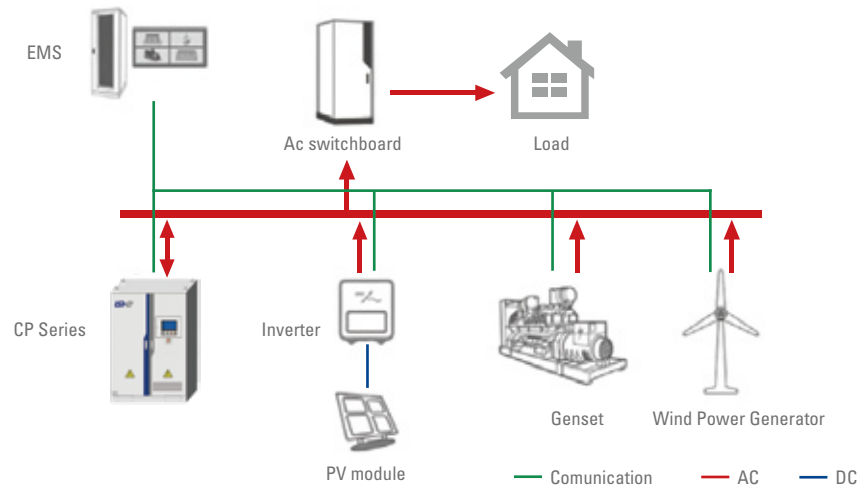 EMS
Ac switchboard
Load
CP Series
Inverter
Genset
Wind Power Generator
PV module
Comunication
AC
DC